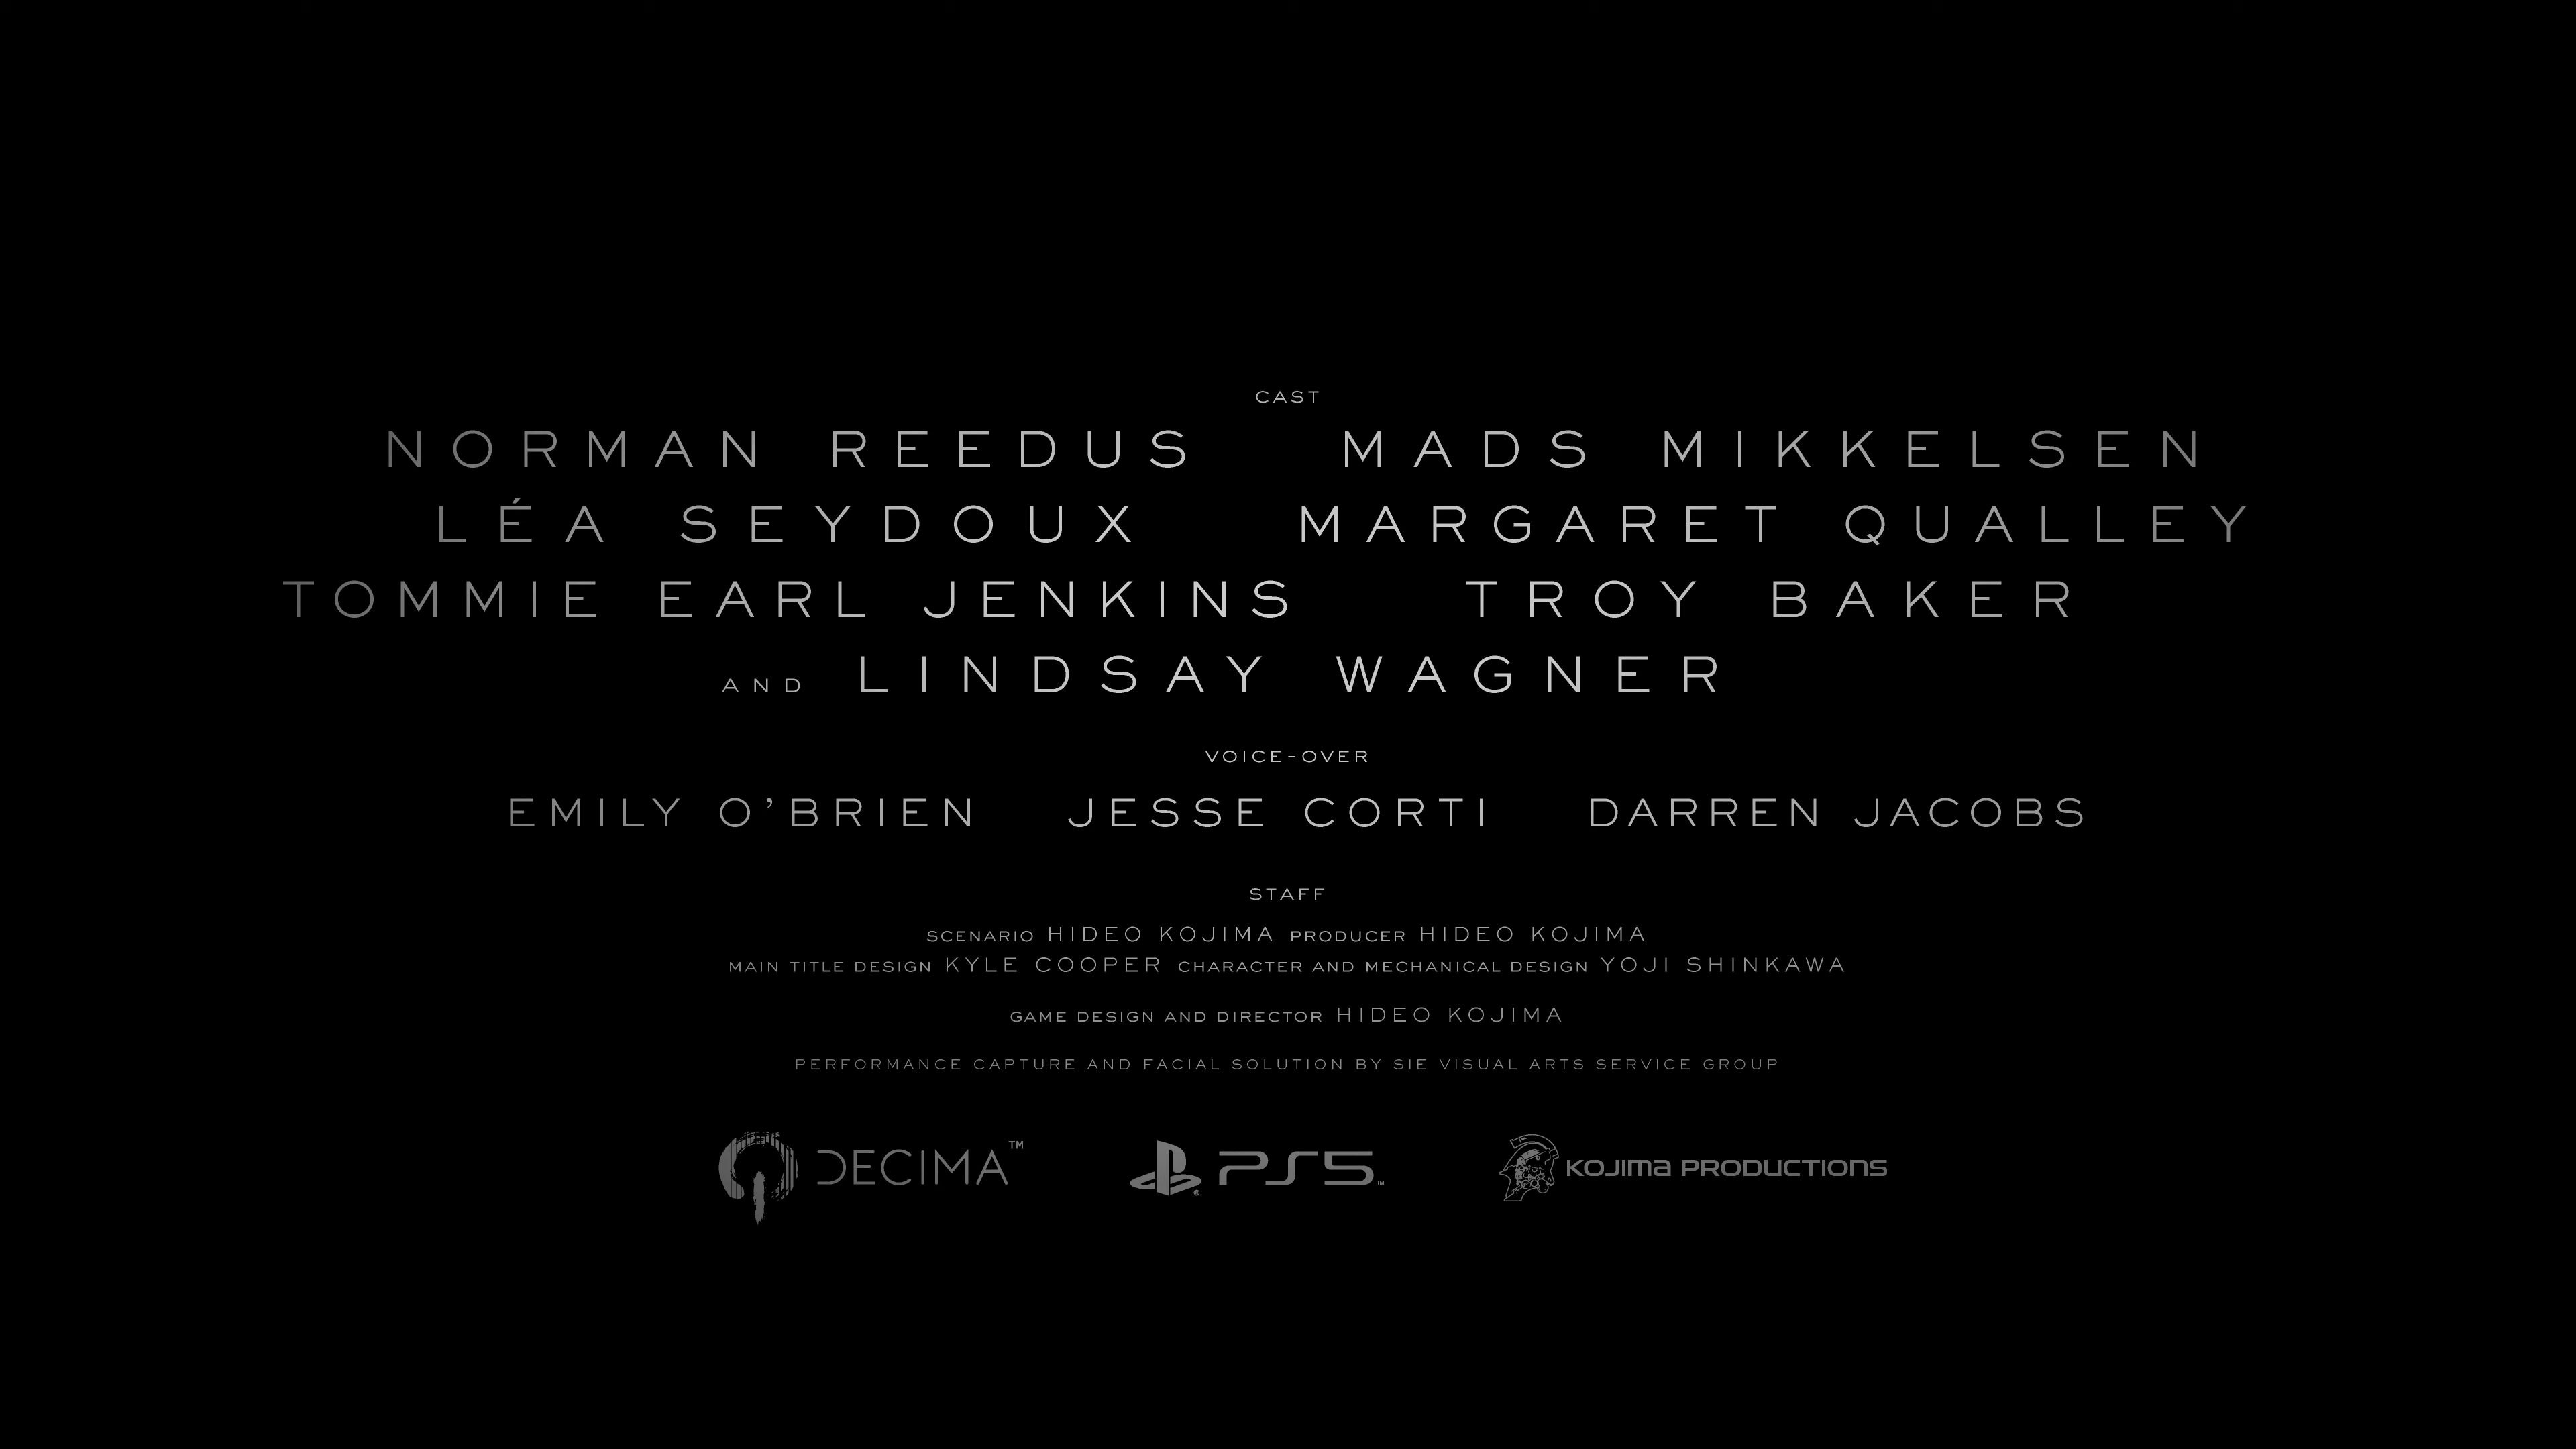 CAST
NORMAN REEDUS MADS MIKKELSEN
LÉA SEYDOUX MARGARET QUALLEY
TOMMIE EARL JENKINS TROY BAKER
AND LINDSAY WAGNER
VOICE-OVER
EMILY O’BRIEN JESSE CORTI DARREN JACOBS
STAFF
SCENARIO HIDEO KOJIMA PRODUCER HIDEO KOJIMA
MAIN TITLE DESIGN KYLE COOPER CHARACTER AND MECHANICAL DESIGN YOJI SHINKAWA
GAME DESIGN AND DIRECTOR HIDEO KOJIMA
PERFORMANCE CAPTURE AND FACIAL SOLUTION BY SIE VISUAL ARTS SERVICE GROUP
DECIMA™ PS5™ KOJIMA PRODUCTIONS